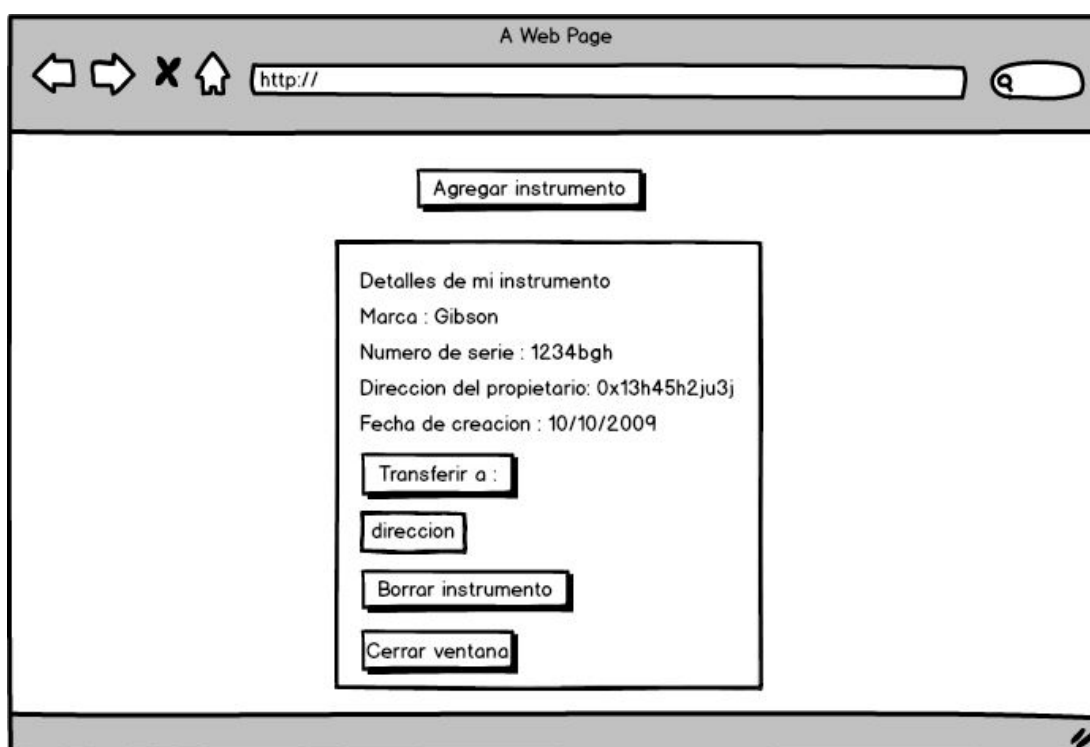 A Web Page
http://
Agregar instrumento
Detalles de mi instrumento
Marca : Gibson
Numero de serie : 1234bgh
Direccion del propietario: 0x13h45h2ju3j
Fecha de creacion : 10/10/2009
Transferir a :
direccion
Borrar instrumento
Cerrar ventana